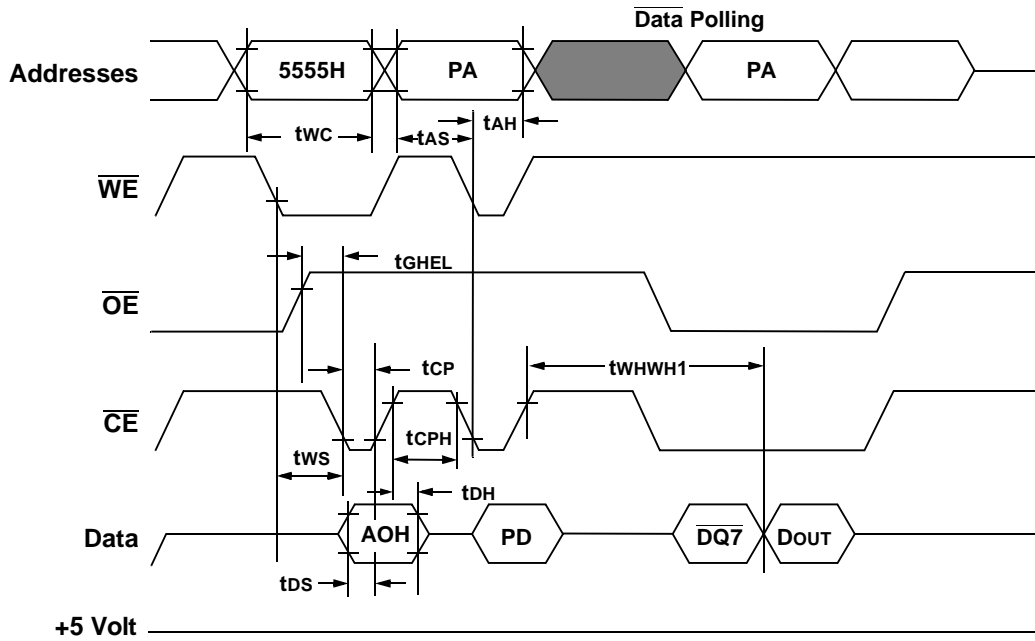 Data Polling
Addresses
5555H
PA
PA
tWC
tAS
tAH
WE
tGHEL
OE
tCP
tWHWH1
CE
tCPH
tWS
tDH
Data
AOH
PD
DQ7
DOUT
tDS
+5 Volt